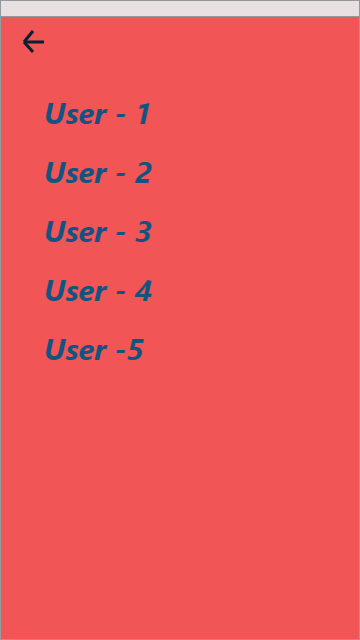 User - 1
User - 2
User - 3
User - 4
User -5